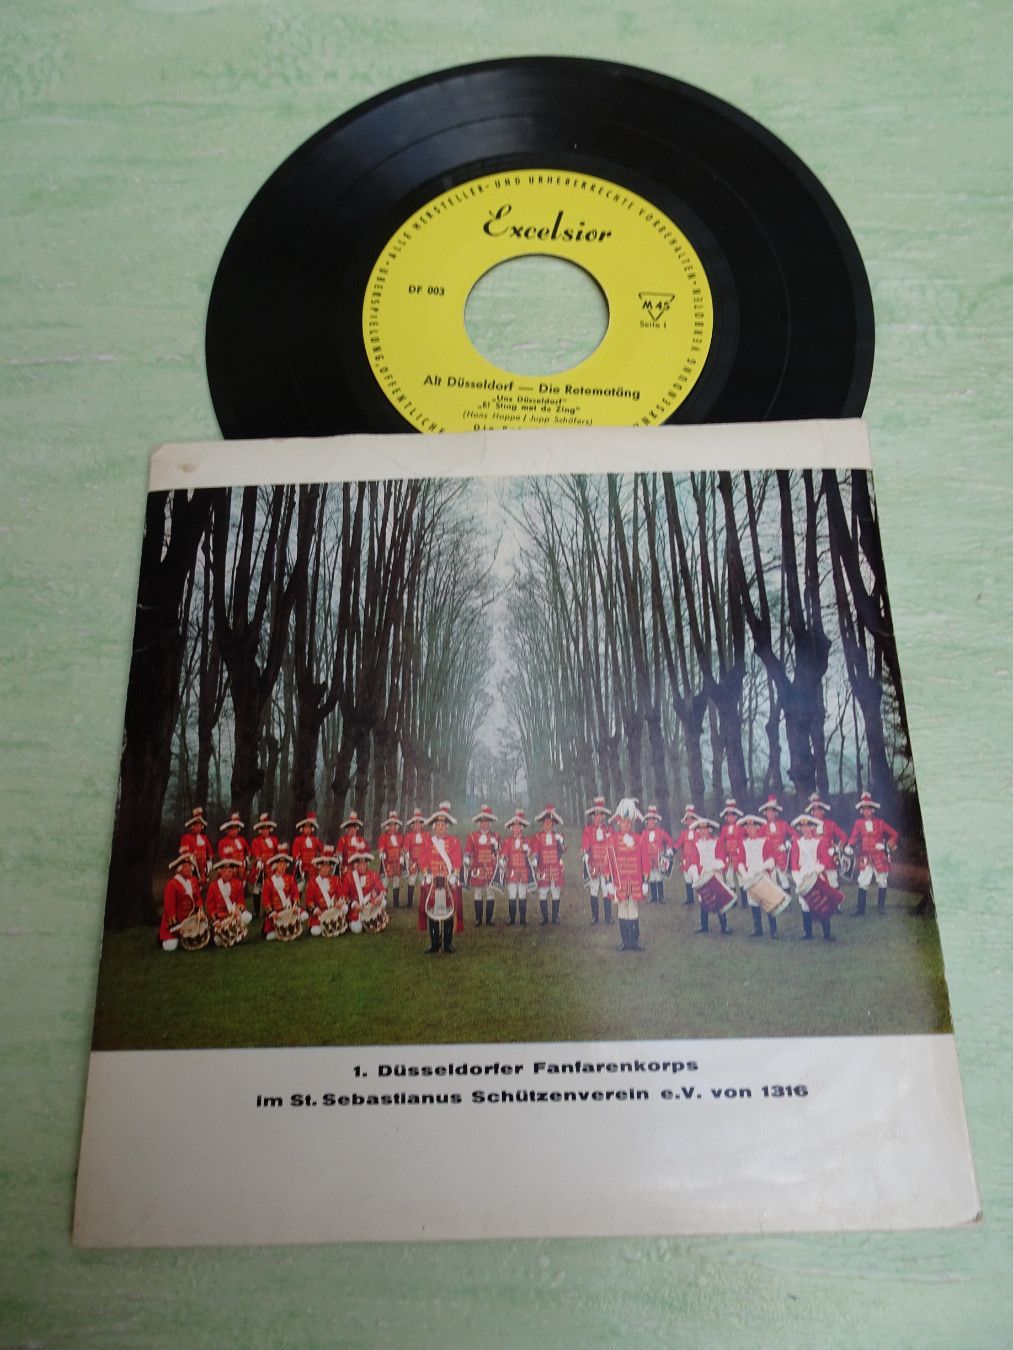 ALLE HERSTELLER- UND URHEBERRECHTE VORBEHALTEN
Excelsior
DF 003
M 45
Seite 1
Alt Düsseldorf — Die Retematäng
„Uns Düsseldorf"
„Et Sting met de Zing"
(Hans Hoppe / Jupp Schäfers)
1. Düsseldorfer Fanfarenkorps
im St. Sebastianus Schützenverein e.V. von 1316